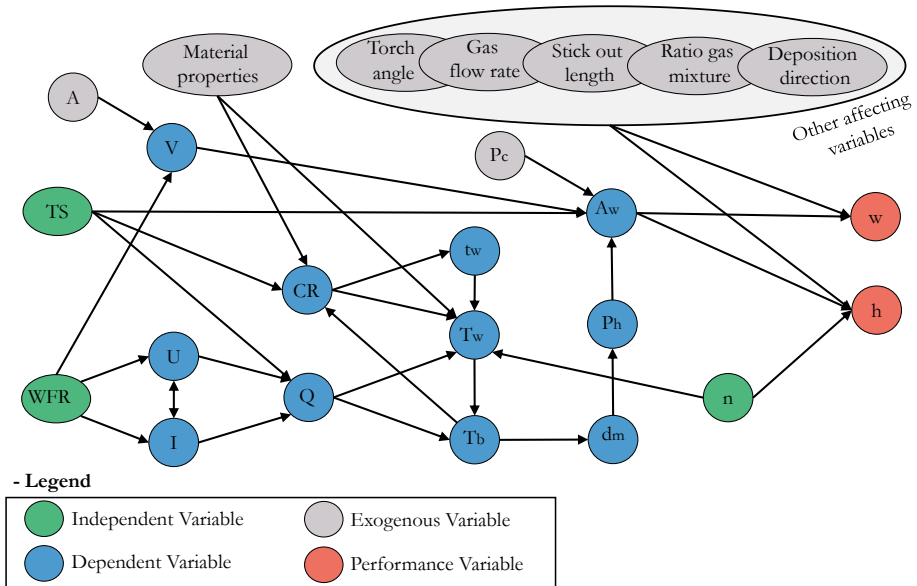 Material
properties
Torch
angle
Gas
flow rate
Stick out
length
Ratio gas
mixture
Deposition
direction
Other affecting
variables
A
V
Pc
TS
Aw
w
tw
CR
Tw
Ph
h
U
WFR
Q
n
I
Tb
dm
- Legend
Independent Variable
Exogenous Variable
Dependent Variable
Performance Variable